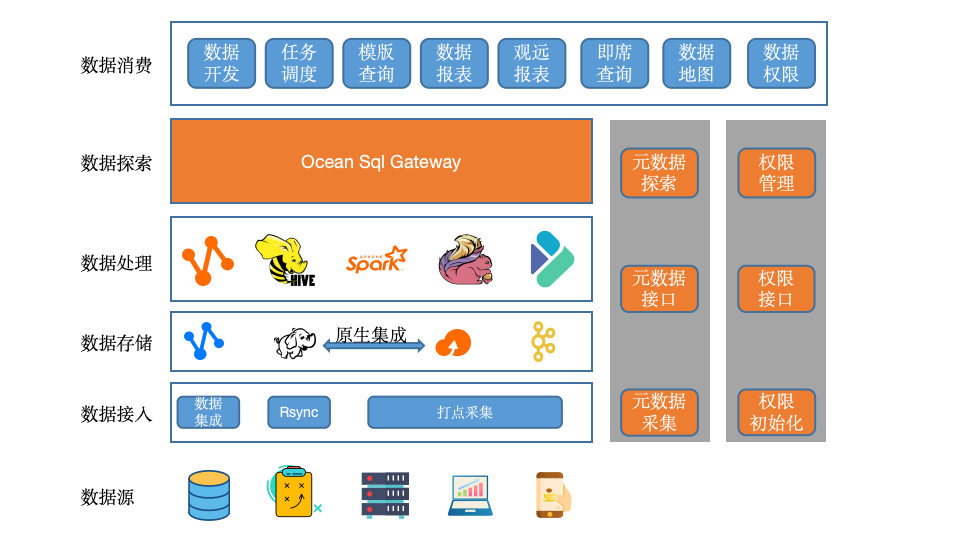 数据消费
数据
开发
任务
调度
模版
查询
数据
报表
观远
报表
即席
查询
数据
地图
数据
权限
数据探索
Ocean Sql Gateway
元数据
探索
权限
管理
数据处理
HIVE
APACHE
Spark
元数据
接口
权限
接口
数据存储
原生集成
数据接入
数据
集成
Rsync
打点采集
元数据
采集
权限
初始化
数据源